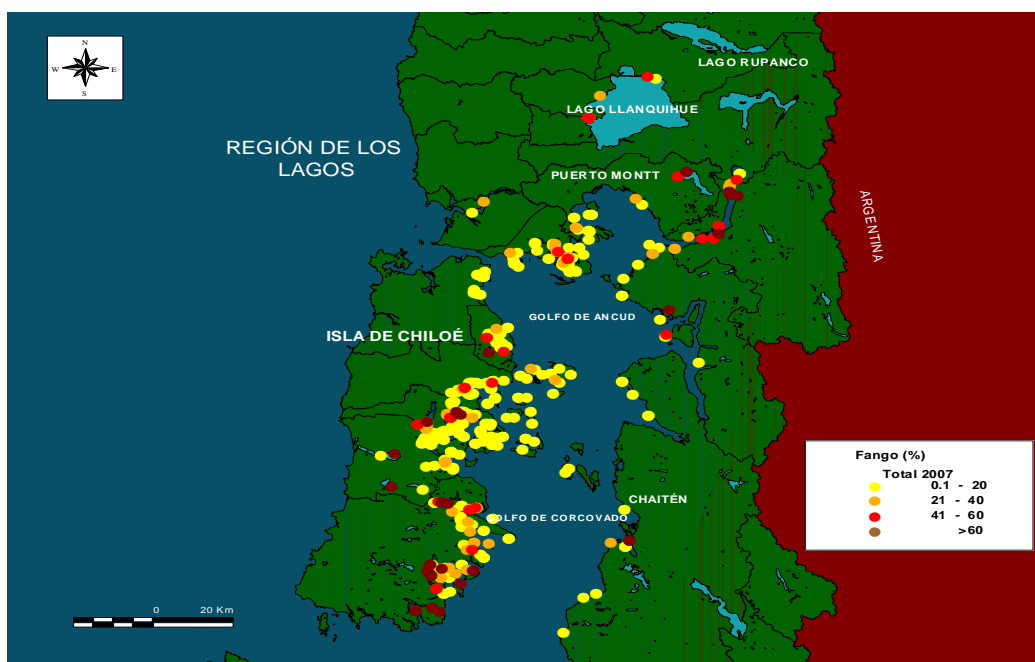 N
W E
S
LAGO RUPANCO
LAGO LLANQUIHUE
REGIÓN DE LOS
LAGOS
PUERTO MONTT
ARGENTINA
GOLFO DE ANCUD
ISLA DE CHILOÉ
Fango (%)
Total 2007
0.1 - 20
21 - 40
41 - 60
>60
CHAITÉN
GOLFO DE CORCOVADO
0 20 Km